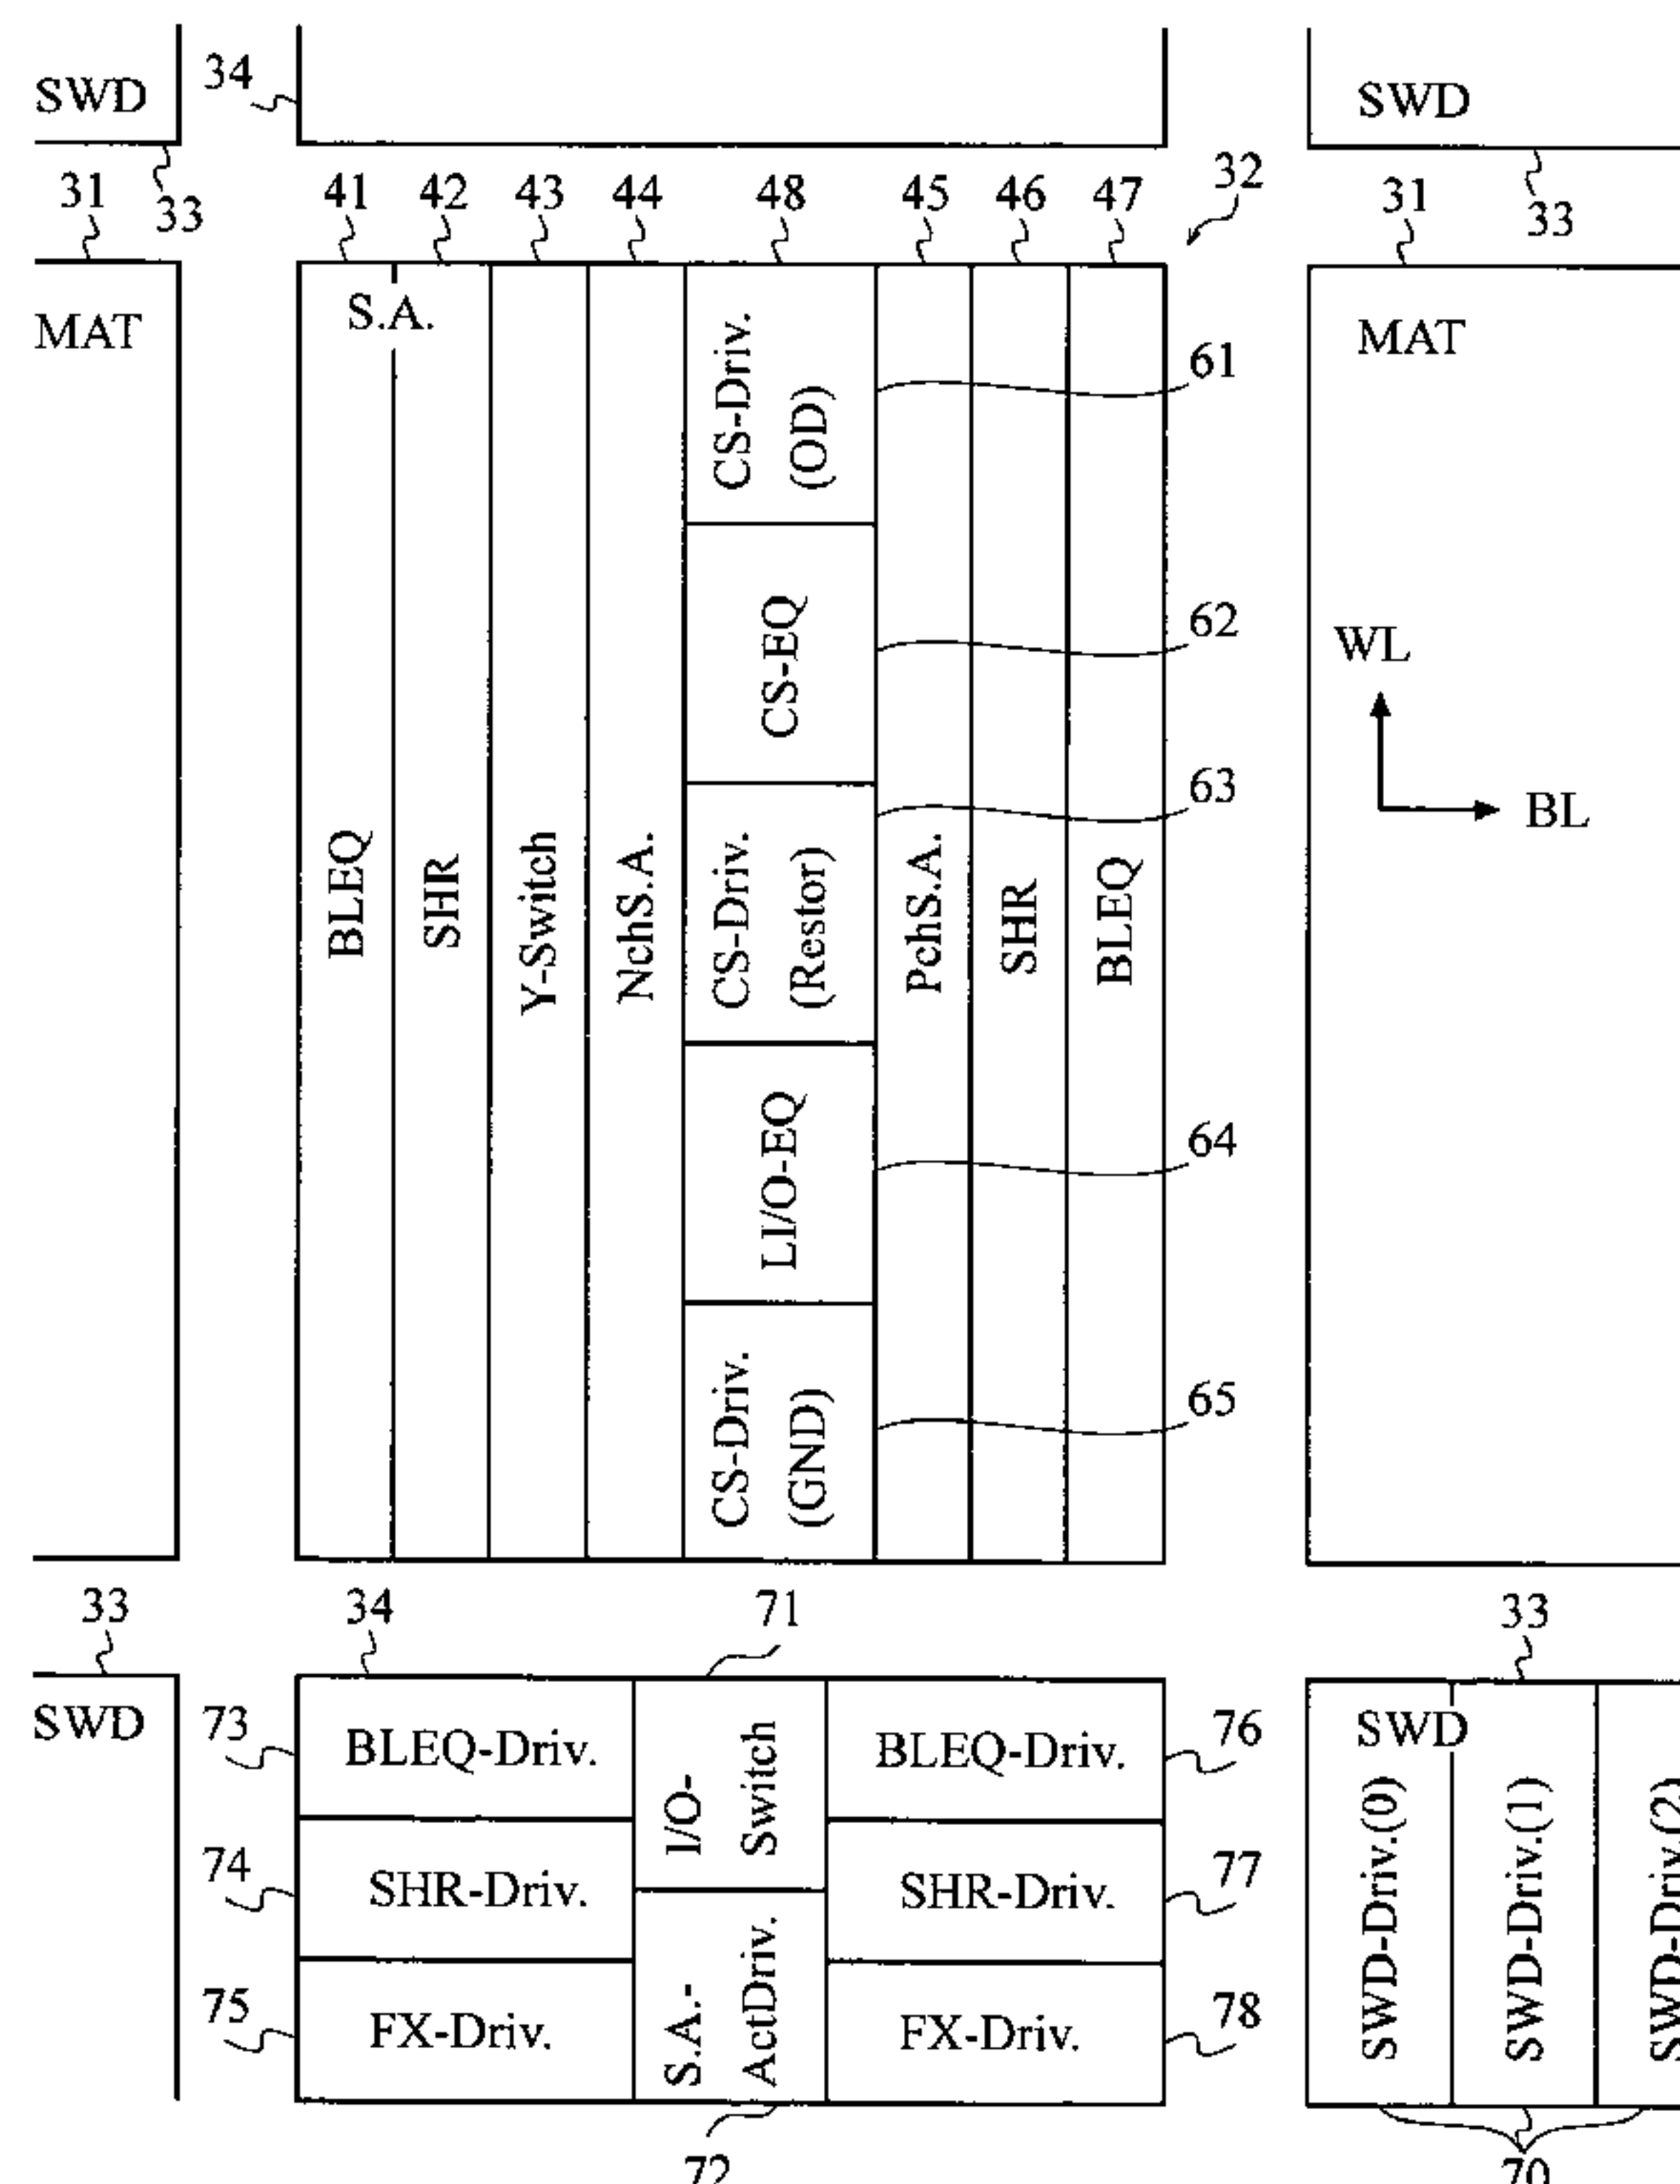 SWD
34
SWD
33
33
31
41
42
43
44
48
45
46
47
32
31
MAT
S.A.
MAT
BLEQ
SHR
Y-Switch
NchS.A.
CS-Driv.
(OD)
CS-EQ
CS-Driv.
(Restor)
LI/O-EQ
CS-Driv.
(GND)
PchS.A.
SHR
BLEQ
61
62
63
64
65
WL
BL
33
34
71
33
SWD
73
BLEQ-Driv.
74
SHR-Driv.
75
FX-Driv.
I/O-
Switch
S.A.-
ActDriv.
BLEQ-Driv.
76
SHR-Driv.
77
FX-Driv.
78
SWD
SWD-Driv.(0)
SWD-Driv.(1)
SWD-Driv.(2)
72
70